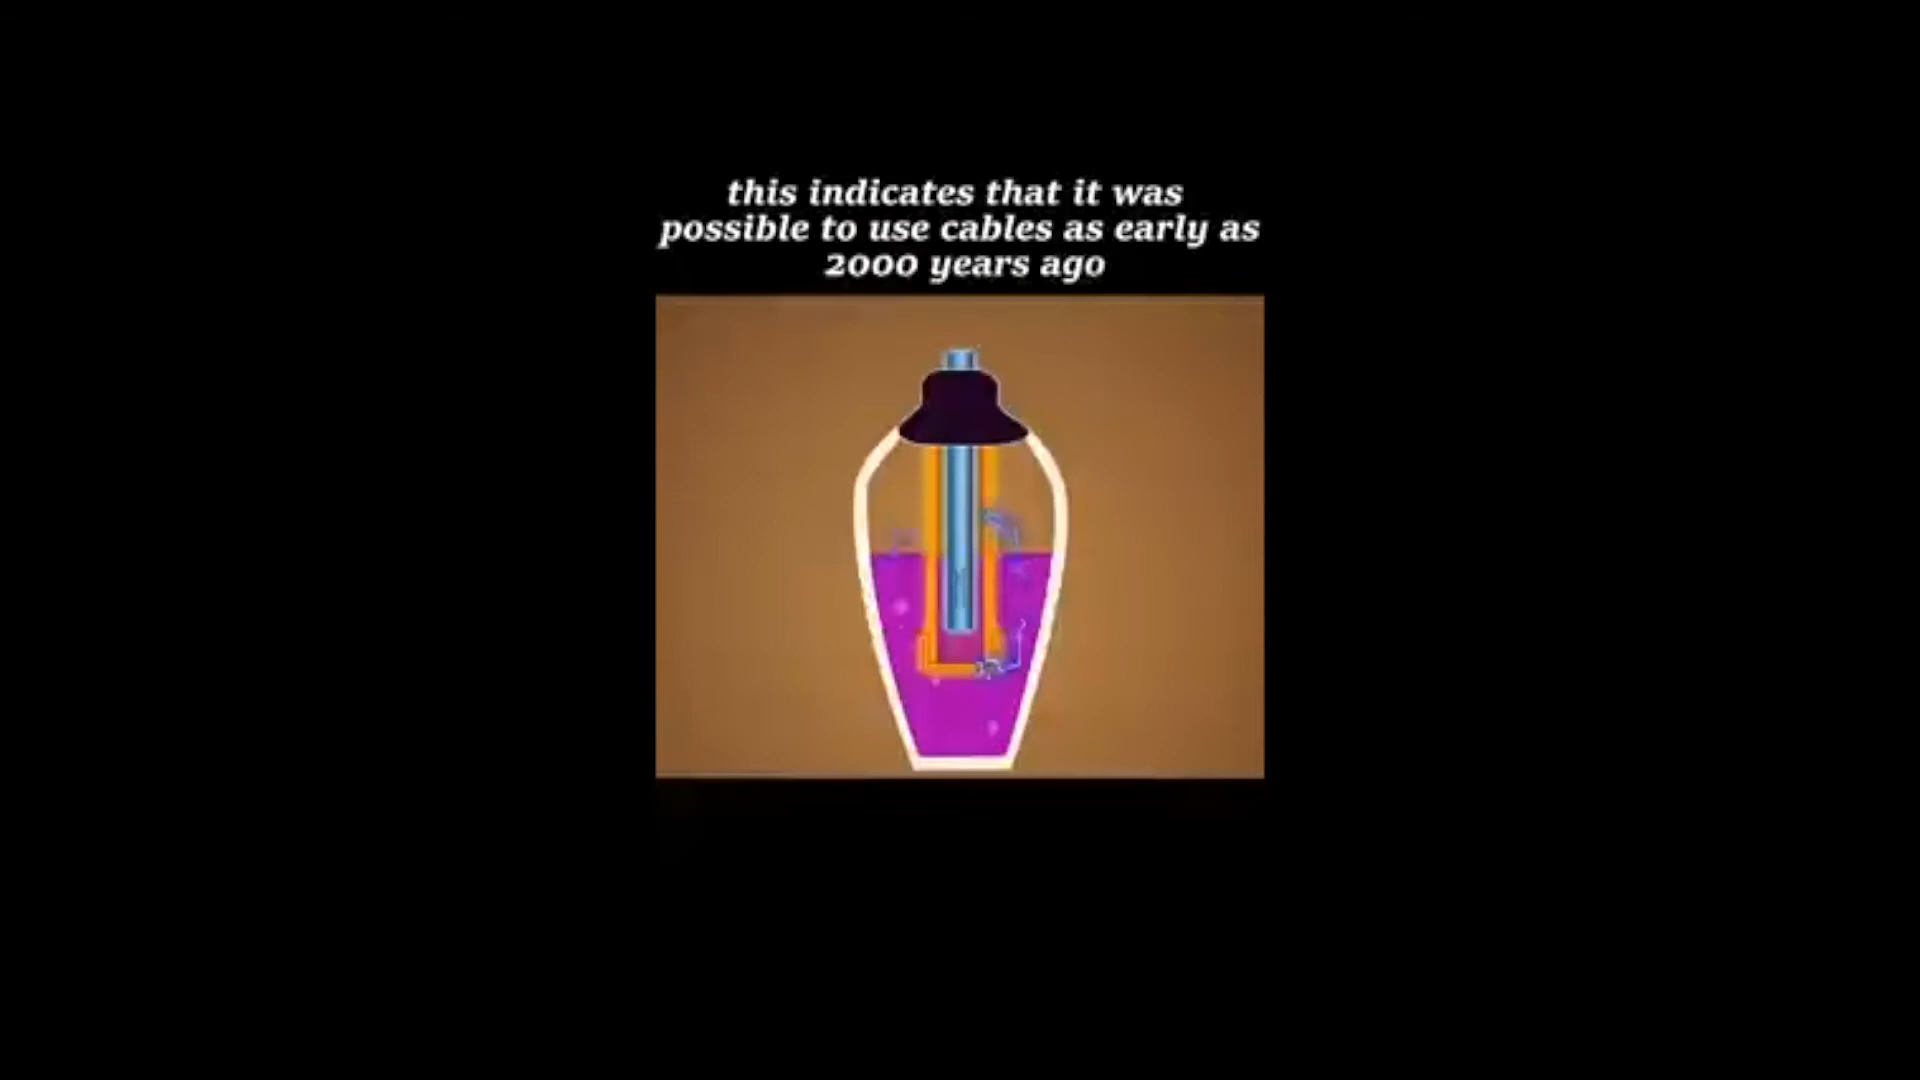 this indicates that it was
possible to use cables as early as
2000 years ago